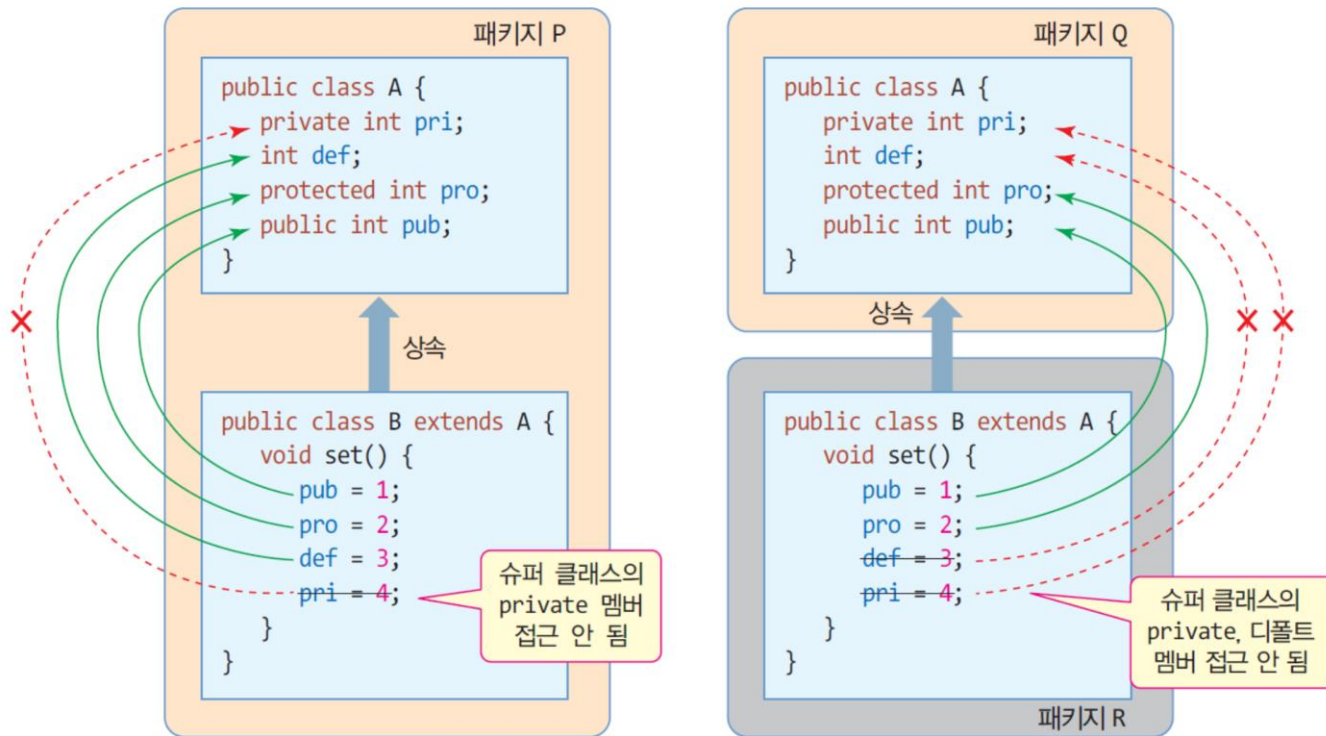 패키지 P
public class A {
private int pri;
int def;
protected int pro;
public int pub;
}
상속
public class B extends A {
void set() {
pub = 1;
pro = 2;
def = 3;
pri = 4;
}
}
슈퍼 클래스의
private 멤버
접근 안 됨
패키지 Q
public class A {
private int pri;
int def;
protected int pro;
public int pub;
}
상속
public class B extends A {
void set() {
pub = 1;
pro = 2;
def = 3;
pri = 4;
}
}
슈퍼 클래스의
private, 디폴트
멤버 접근 안 됨
패키지 R